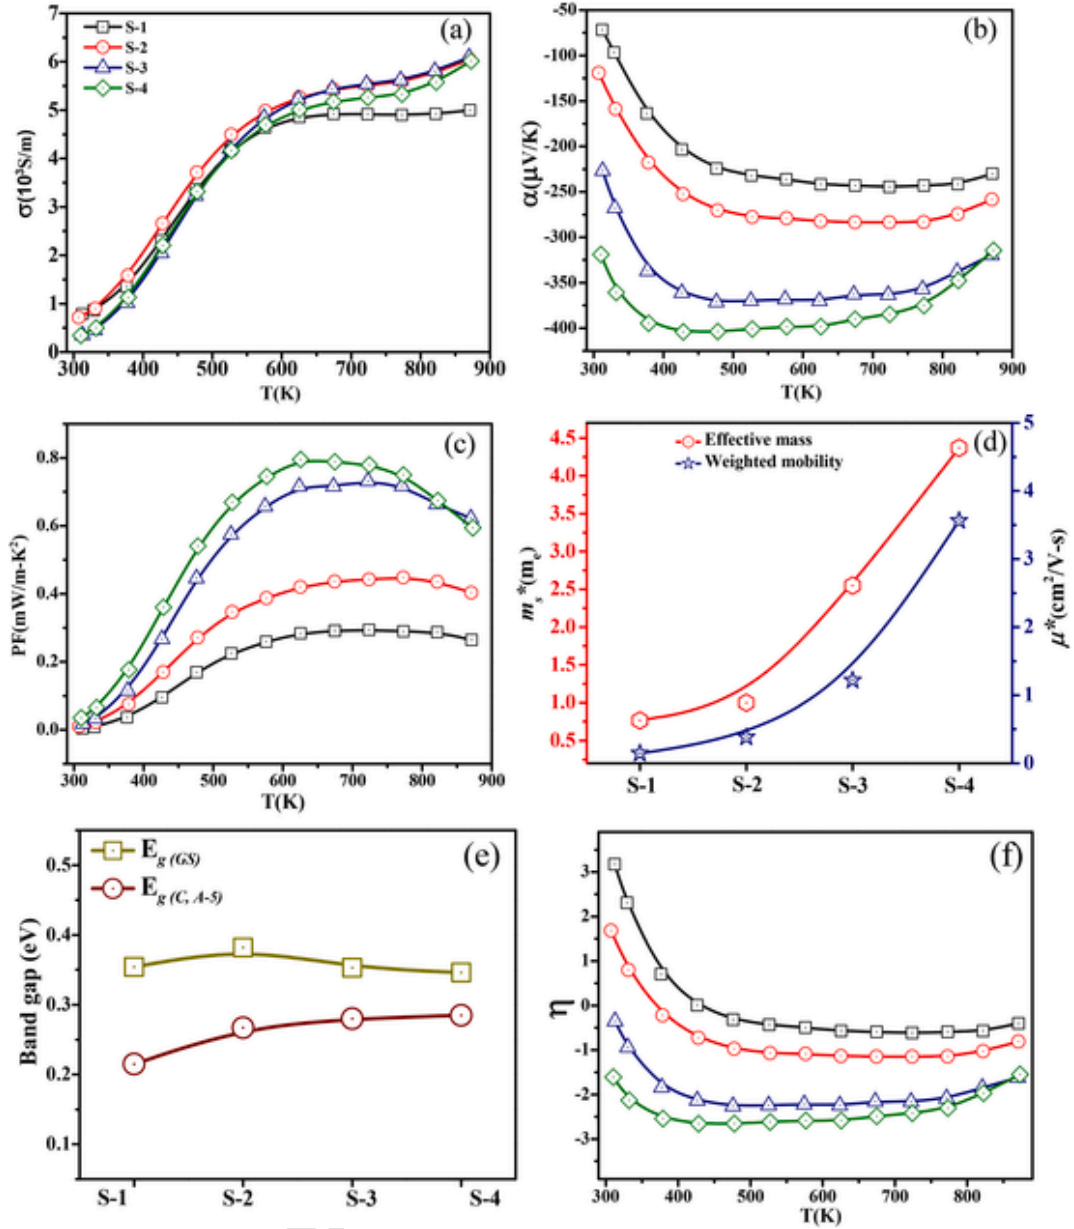 (a)
S-1
S-2
S-3
S-4
σ(10³S/m)
7
6
5
4
3
2
1
0
300 400 500 600 700 800 900
T(K)
(b)
α(μV/K)
-50
-100
-150
-200
-250
-300
-350
-400
300 400 500 600 700 800 900
T(K)
(c)
PF(mW/m-K²)
0.8
0.6
0.4
0.2
0.0
300 400 500 600 700 800 900
T(K)
(d)
Effective mass
Weighted mobility
mₛ*(mₑ)
4.5
4.0
3.5
3.0
2.5
2.0
1.5
1.0
0.5
μ*(cm²/V-s)
5
4
3
2
1
0
S-1 S-2 S-3 S-4
(e)
E g (GS)
E g (C, A-5)
Band gap (eV)
0.5
0.4
0.3
0.2
0.1
S-1 S-2 S-3 S-4
(f)
η
3
2
1
0
-1
-2
-3
300 400 500 600 700 800
T(K)